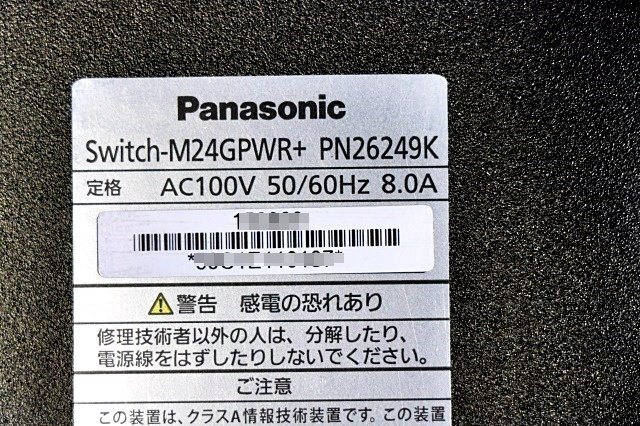 Panasonic
Switch-M24GPWR+ PN26249K
定格 AC100V 50/60Hz 8.0A
警告 感電の恐れあり
修理技術者以外の人は、分解したり、
電源線をはずしたりしないでください。
ご注意
この装置は、クラスA情報技術装置です。この装置